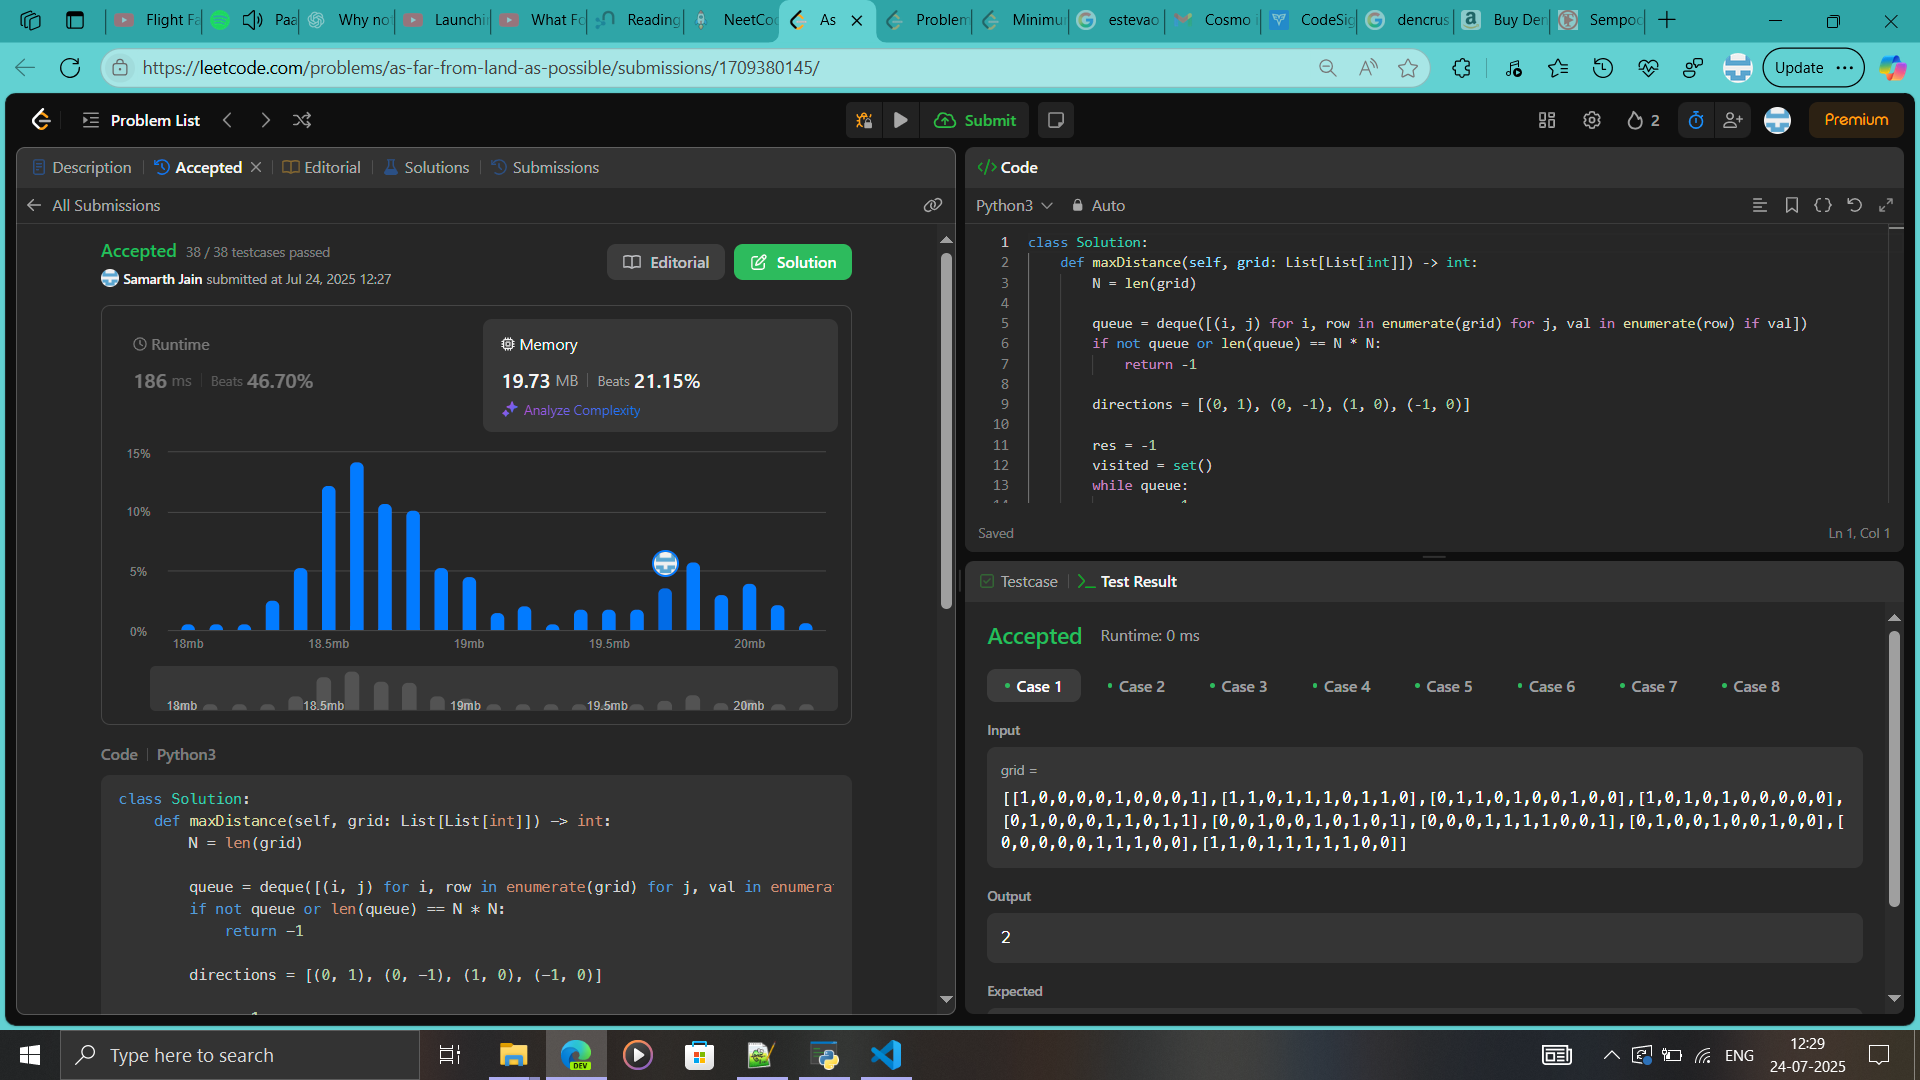 Flight Fa
Paa
Why no
Launchi
What Fo
Reading
NeetCo
As
Problem
Minimu
estevao
Cosmo i
CodeSig
dencrus
Buy Den
Sempo
https://leetcode.com/problems/as-far-from-land-as-possible/submissions/1709380145/
Update
Problem List
Submit
2
Premium
Description
Accepted
Editorial
Solutions
Submissions
All Submissions
Accepted 38 / 38 testcases passed
Samarth Jain submitted at Jul 24, 2025 12:27
Editorial
Solution
Runtime
186 ms Beats 46.70%
Memory
19.73 MB Beats 21.15%
Analyze Complexity
15%
10%
5%
0%
18mb 18.5mb 19mb 19.5mb 20mb
18mb 18.5mb 19mb 19.5mb 20mb
Code Python3
class Solution:
def maxDistance(self, grid: List[List[int]]) -> int:
N = len(grid)
queue = deque([(i, j) for i, row in enumerate(grid) for j, val in enumera
if not queue or len(queue) == N * N:
return -1
directions = [(0, 1), (0, -1), (1, 0), (-1, 0)]
Code
Python3 Auto
1 class Solution:
2 def maxDistance(self, grid: List[List[int]]) -> int:
3 N = len(grid)
4
5 queue = deque([(i, j) for i, row in enumerate(grid) for j, val in enumerate(row) if val])
6 if not queue or len(queue) == N * N:
7 return -1
8
9 directions = [(0, 1), (0, -1), (1, 0), (-1, 0)]
10
11 res = -1
12 visited = set()
13 while queue:
Saved
Ln 1, Col 1
Testcase
Test Result
Accepted Runtime: 0 ms
Case 1 Case 2 Case 3 Case 4 Case 5 Case 6 Case 7 Case 8
Input
grid =
[[1,0,0,0,0,1,0,0,0,1],[1,1,0,1,1,1,0,1,1,0],[0,1,1,0,1,0,0,1,0,0],[1,0,1,0,1,0,0,0,0,0],
[0,1,0,0,0,1,1,0,1,1],[0,0,1,0,0,1,0,1,0,1],[0,0,0,1,1,1,1,0,0,1],[0,1,0,0,1,0,0,1,0,0],[
0,0,0,0,0,1,1,1,0,0],[1,1,0,1,1,1,1,1,0,0]]
Output
2
Expected
Type here to search
DEV
ENG
12:29
24-07-2025